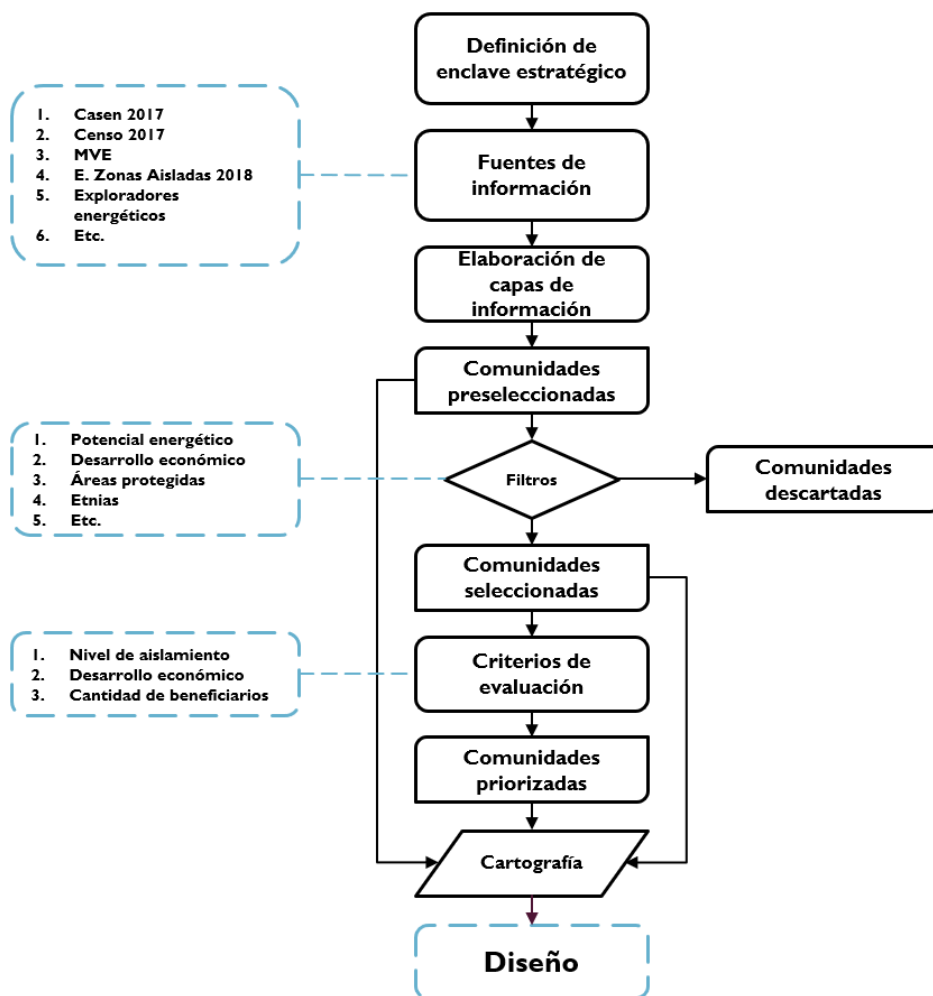 Definición de
enclave estratégico
1. Casen 2017
2. Censo 2017
3. MVE
4. E. Zonas Aisladas 2018
5. Exploradores
energéticos
6. Etc.
Fuentes de
información
Elaboración de
capas de
información
Comunidades
preseleccionadas
1. Potencial energético
2. Desarrollo económico
3. Áreas protegidas
4. Etnias
5. Etc.
Filtros
Comunidades
descartadas
Comunidades
seleccionadas
1. Nivel de aislamiento
2. Desarrollo económico
3. Cantidad de beneficiarios
Criterios de
evaluación
Comunidades
priorizadas
Cartografía
Diseño